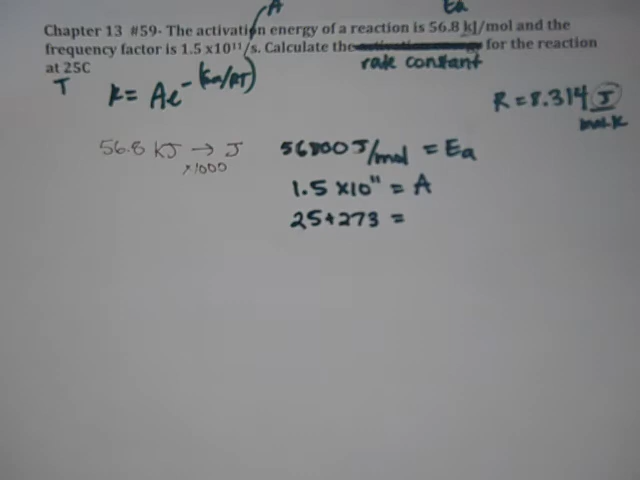 A
Ea
Chapter 13 #59- The activation energy of a reaction is 56.8 kJ/mol and the
frequency factor is 1.5 x10¹¹/s. Calculate the activation energy for the reaction
rate constant
at 25C
T
k = Ae^-(Ea/RT)
R = 8.314 J
mol K
56.8 KJ → J
x1000
56800 J/mol = Ea
1.5 x10¹¹ = A
25+273 =